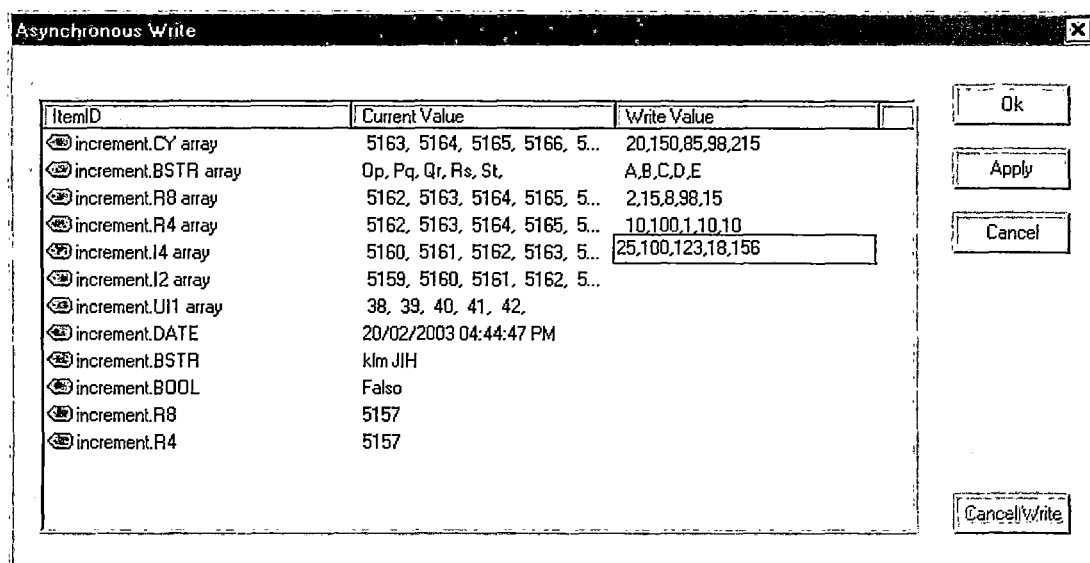 Asynchronous Write
ItemID Current Value Write Value
increment.CY array 5163, 5164, 5165, 5166, 5... 20,150,85,98,215
increment.BSTR array Op, Pq, Qr, Rs, St, A,B,C,D,E
increment.R8 array 5162, 5163, 5164, 5165, 5... 2,15,8,98,15
increment.R4 array 5162, 5163, 5164, 5165, 5... 10,100,1,10,10
increment.I4 array 5160, 5161, 5162, 5163, 5... 25,100,123,18,156
increment.I2 array 5159, 5160, 5161, 5162, 5...
increment.UI1 array 38, 39, 40, 41, 42,
increment.DATE 20/02/2003 04:44:47 PM
increment.BSTR klm JIH
increment.BOOL Falso
increment.R8 5157
increment.R4 5157
Ok
Apply
Cancel
Cancel Write